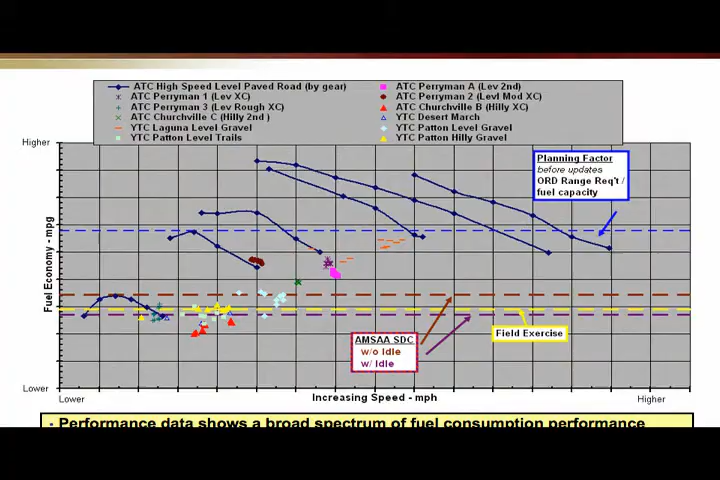 ATC High Speed Level Paved Road (by gear)
ATC Perryman A (Lev 2nd)
ATC Perryman 1 (Lev XC)
ATC Perryman 2 (Levl Mod XC)
ATC Perryman 3 (Lev Rough XC)
ATC Churchville B (Hilly XC)
ATC Churchville C (Hilly 2nd )
YTC Desert March
YTC Laguna Level Gravel
YTC Patton Level Gravel
YTC Patton Level Trails
YTC Patton Hilly Gravel
Higher
Planning Factor
before updates
ORD Range Req't /
fuel capacity
Fuel Economy - mpg
AMSAA SDC
w/o Idle
w/ Idle
Field Exercise
Lower
Lower
Increasing Speed - mph
Higher
- Performance data shows a broad spectrum of fuel consumption performance